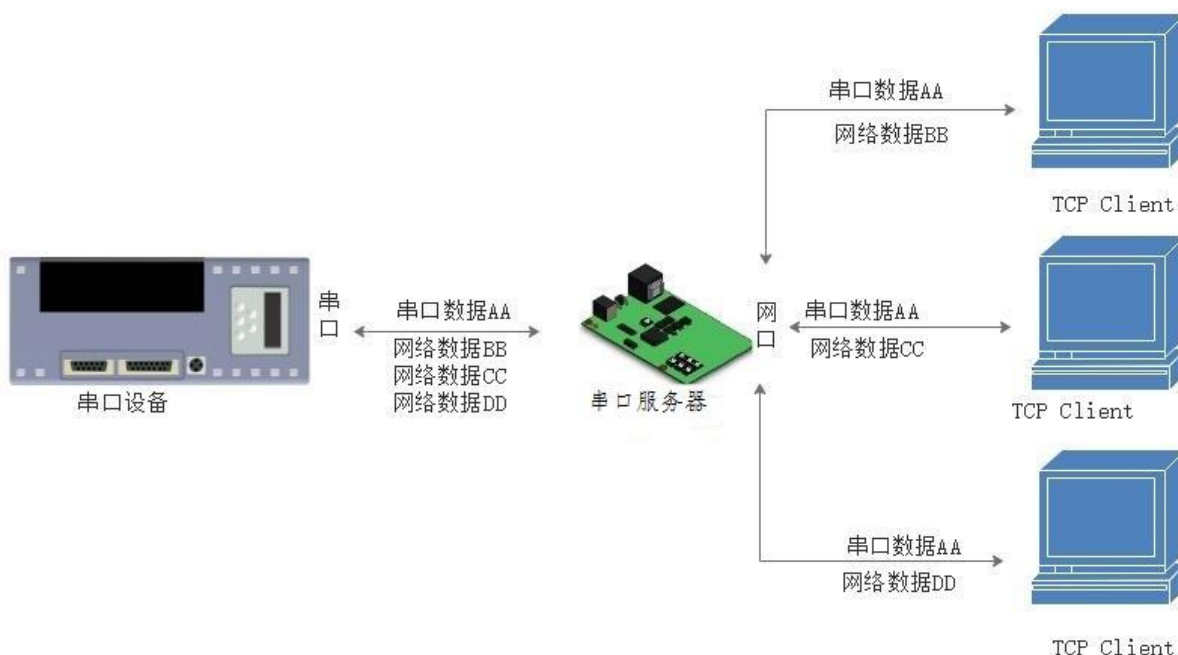 串口数据AA
网络数据BB
TCP Client
串口
串口数据AA
网络数据BB
网络数据CC
网络数据DD
串口设备
串口服务器
网口
串口数据AA
网络数据CC
TCP Client
串口数据AA
网络数据DD
TCP Client